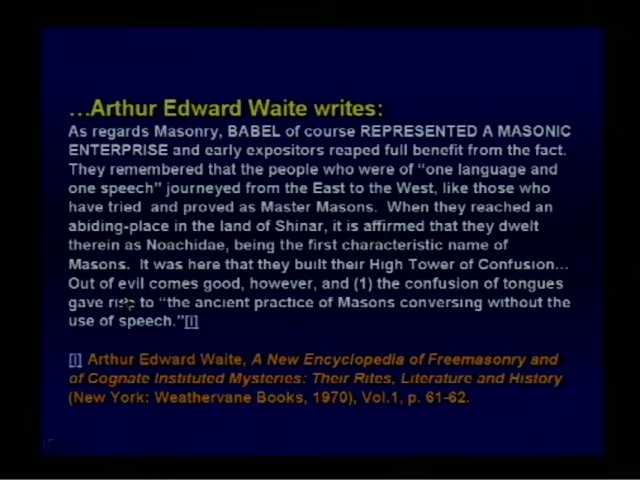 ...Arthur Edward Waite writes:
As regards Masonry, BABEL of course REPRESENTED A MASONIC
ENTERPRISE and early expositors reaped full benefit from the fact.
They remembered that the people who were of “one language and
one speech” journeyed from the East to the West, like those who
have tried and proved as Master Masons. When they reached an
abiding-place in the land of Shinar, it is affirmed that they dwelt
therein as Noachidae, being the first characteristic name of
Masons. It was here that they built their High Tower of Confusion...
Out of evil comes good, however, and (1) the confusion of tongues
gave rise to “the ancient practice of Masons conversing without the
use of speech.”[i]
[i] Arthur Edward Waite, A New Encyclopedia of Freemasonry and
of Cognate Instituted Mysteries: Their Rites, Literature and History
(New York: Weathervane Books, 1970), Vol.1, p. 61-62.